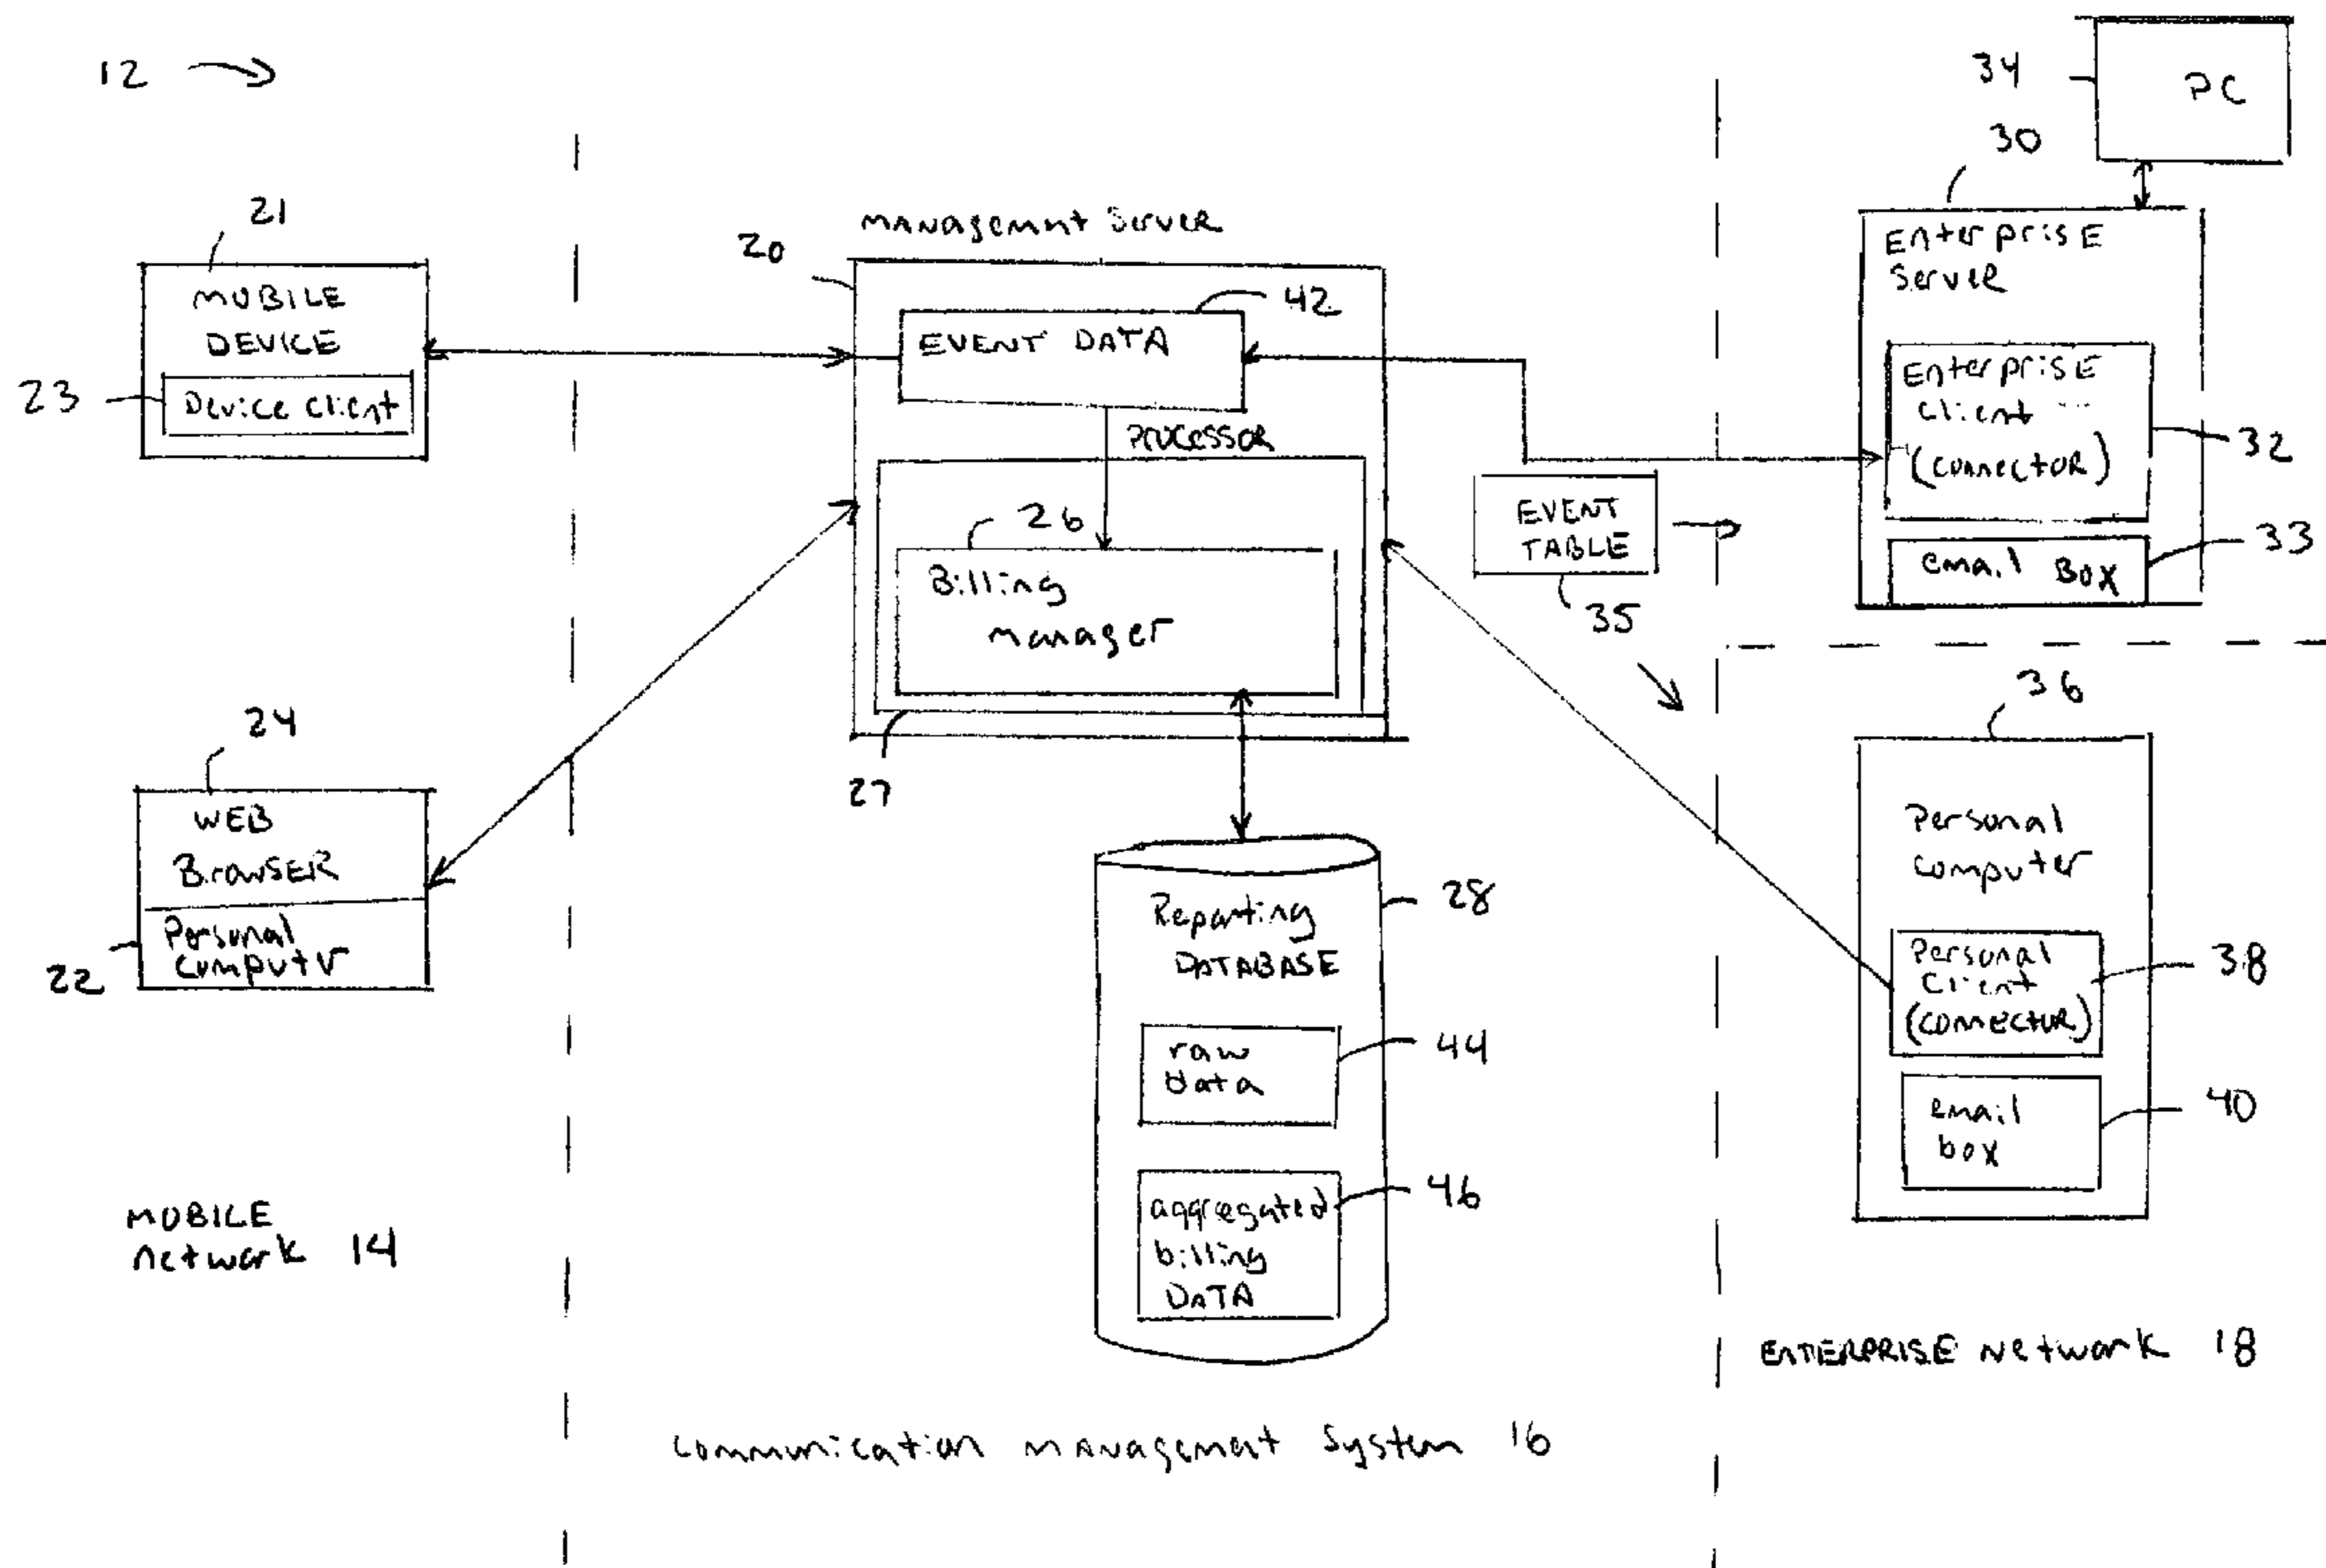 12
21
MOBILE
DEVICE
23
Device client
24
WEB
BrowSER
Personal
computer
22
MOBILE
network 14
management Server
20
42
EVENT DATA
PROCESSOR
26
Billing
manager
27
Reporting
DATABASE
28
raw
data
44
aggregated
billing
DATA
46
communication management System 16
EVENT
TABLE
35
34
PC
30
EnterprisE
Server
EnterprisE
client
(connector)
32
email Box
33
36
Personal
computer
Personal
Client
(connector)
38
email
box
40
ENTERPRISE Network 18